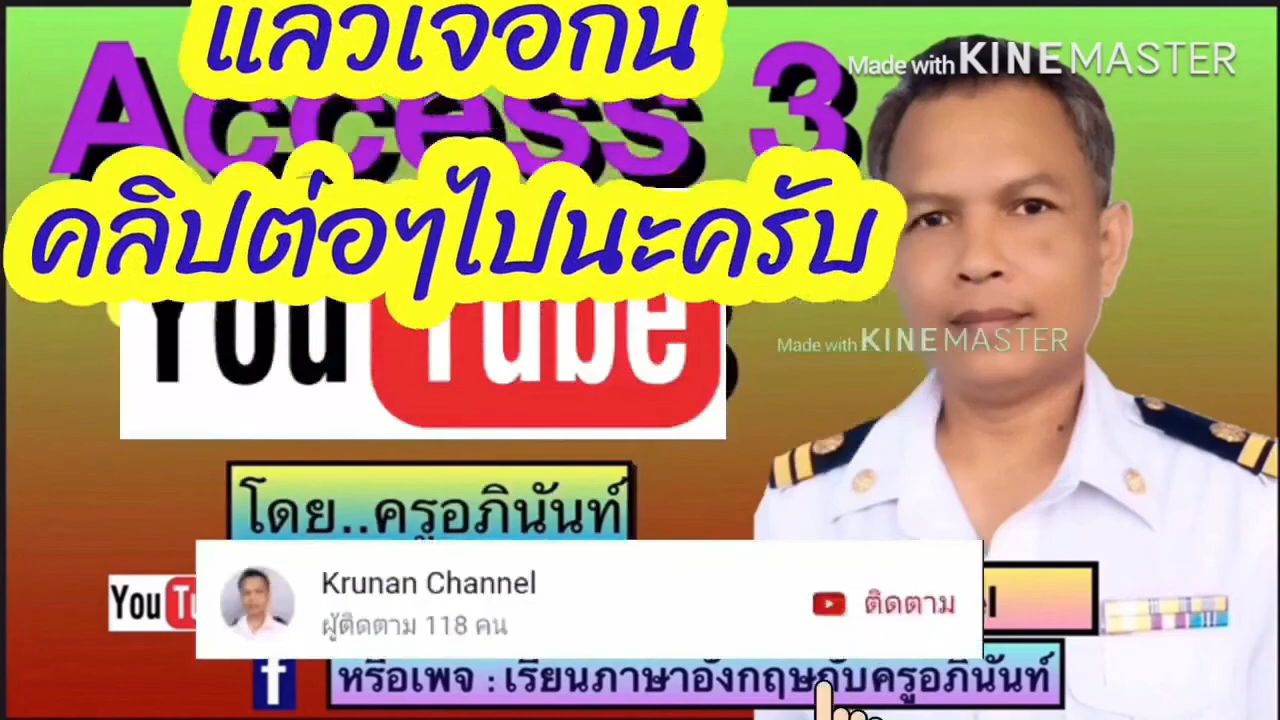 แล้วเจอกัน
Access 3
Made with KINEMASTER
คลิปต่อๆไปนะครับ
YouTube
Made with KINEMASTER
โดย..ครูอภินันท์
Krunan Channel
ติดตาม
ผู้ติดตาม 118 คน
You Tu
หรือเพจ : เรียนภาษาอังกฤษกับครูอภินันท์